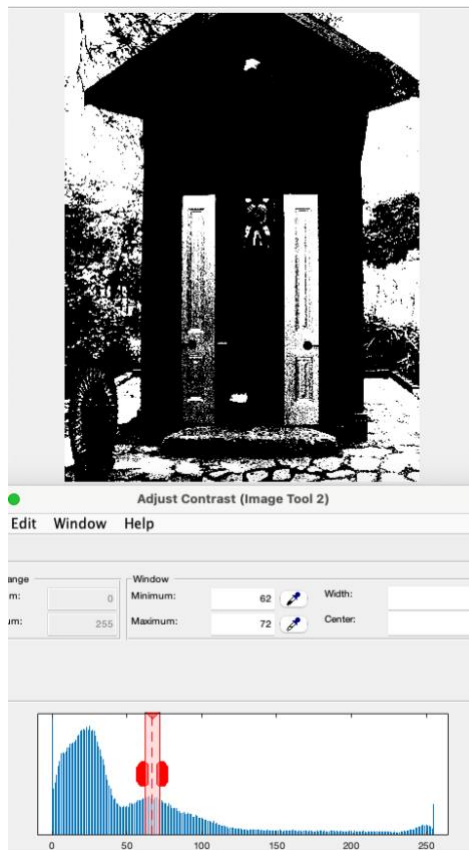 Adjust Contrast (Image Tool 2)
Edit Window Help
ange
Window
m: 0
Minimum: 62
Width:
um: 255
Maximum: 72
Center:
0 50 100 150 200 250